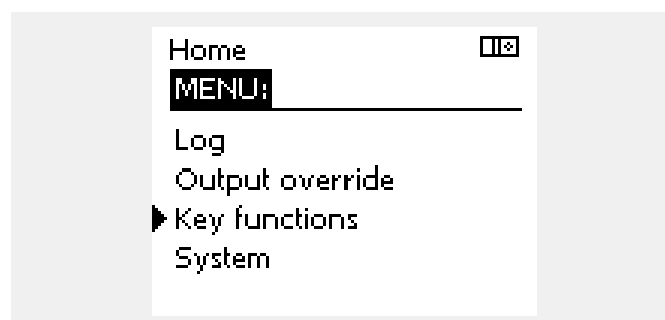 Home
MENU:
Log
Output override
Key functions
System